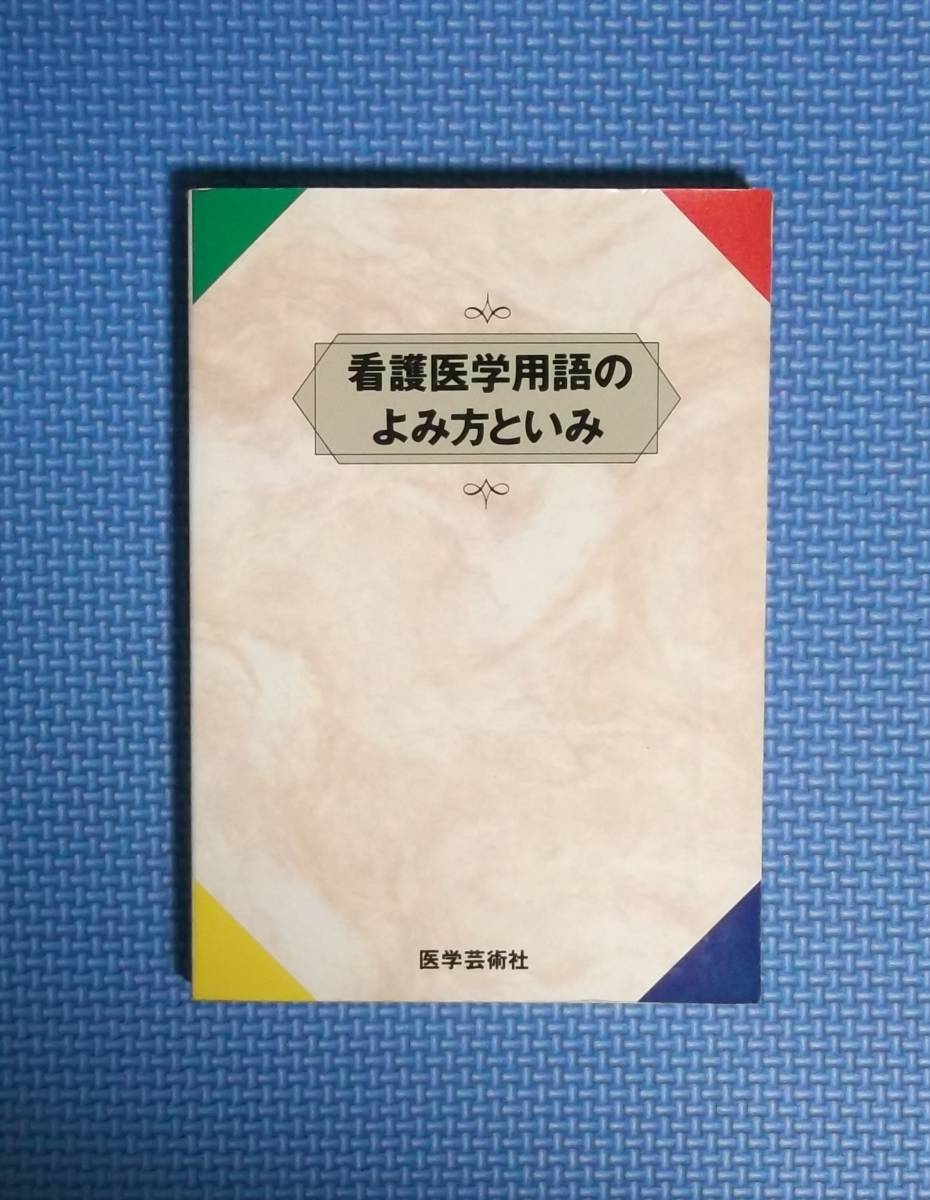 看護医学用語の
よみ方といみ
医学芸術社